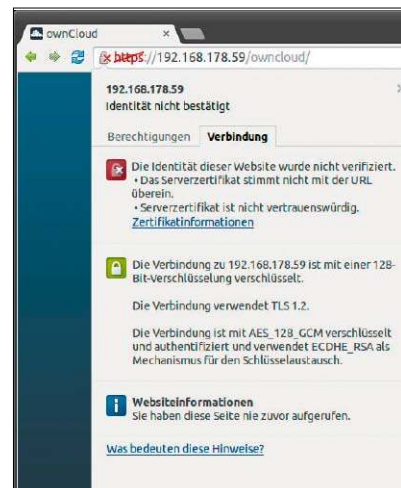 ownCloud
https://192.168.178.59/owncloud/
192.168.178.59
Identität nicht bestätigt
Berechtigungen Verbindung
Die Identität dieser Website wurde nicht verifiziert.
• Das Serverzertifikat stimmt nicht mit der URL
überein.
• Serverzertifikat ist nicht vertrauenswürdig.
Zertifikatinformationen
Die Verbindung zu 192.168.178.59 ist mit einer 128-
Bit-Verschlüsselung verschlüsselt.
Die Verbindung verwendet TLS 1.2.
Die Verbindung ist mit AES_128_GCM verschlüsselt
und authentifiziert und verwendet ECDHE_RSA als
Mechanismus für den Schlüsselaustausch.
Websiteinformationen
Sie haben diese Seite nie zuvor aufgerufen.
Was bedeuten diese Hinweise?